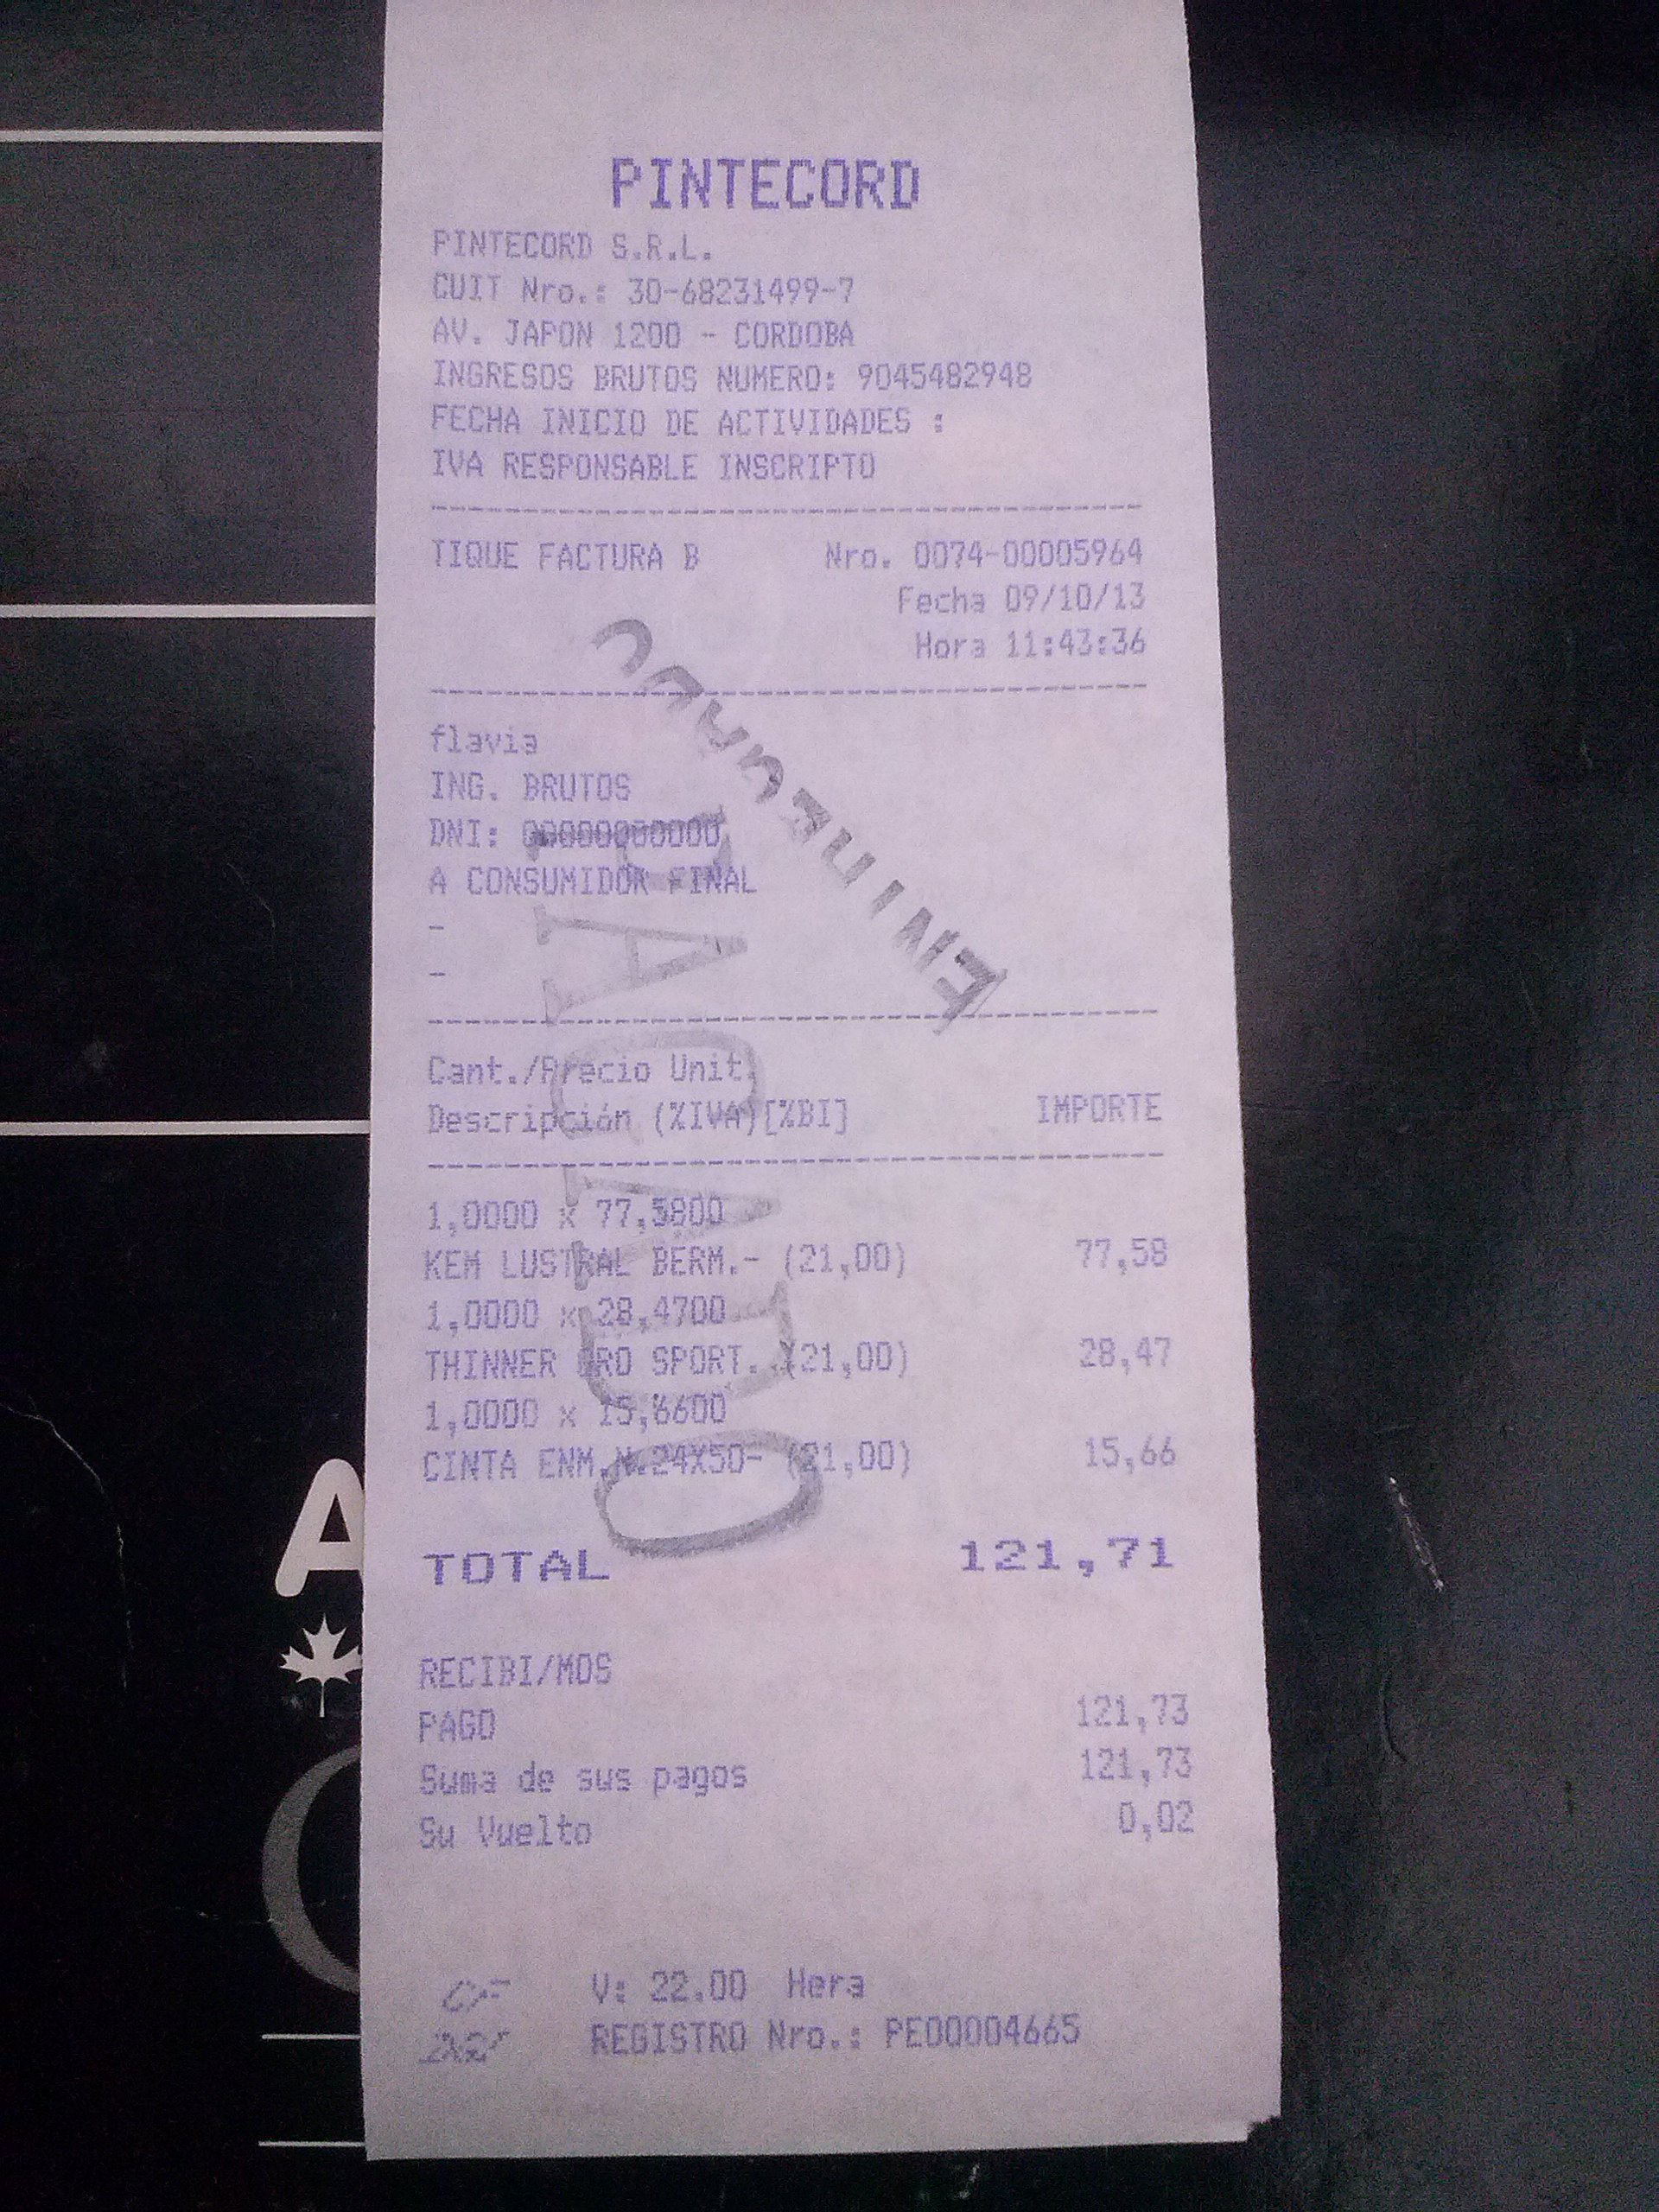 PINTECORD
PINTECORD S.R.L.
CUIT Nro.: 30-68231499-7
AV. JAPON 1200 - CORDOBA
INGRESOS BRUTOS NUMERO: 9045482948
FECHA INICIO DE ACTIVIDADES :
IVA RESPONSABLE INSCRIPTO
TIQUE FACTURA B Nro. 0074-00005964
Fecha 09/10/13
Hora 11:43:36
flavia
ING. BRUTOS
DNI: 00000000000
A CONSUMIDOR FINAL
-
-
Cant./Precio Unit.
Descripción (%IVA)[%BI] IMPORTE
1,0000 x 77,5800
KEM LUSTRAL BERM.- (21,00) 77,58
1,0000 x 28,4700
THINNER PRO SPORT. (21,00) 28,47
1,0000 x 15,6600
CINTA ENM.N.24X50- (21,00) 15,66
TOTAL 121,71
RECIBI/MOS
PAGO 121,73
Suma de sus pagos 121,73
Su Vuelto 0,02
CF V: 22.00 Hera
REGISTRO Nro.: PE00004665
A